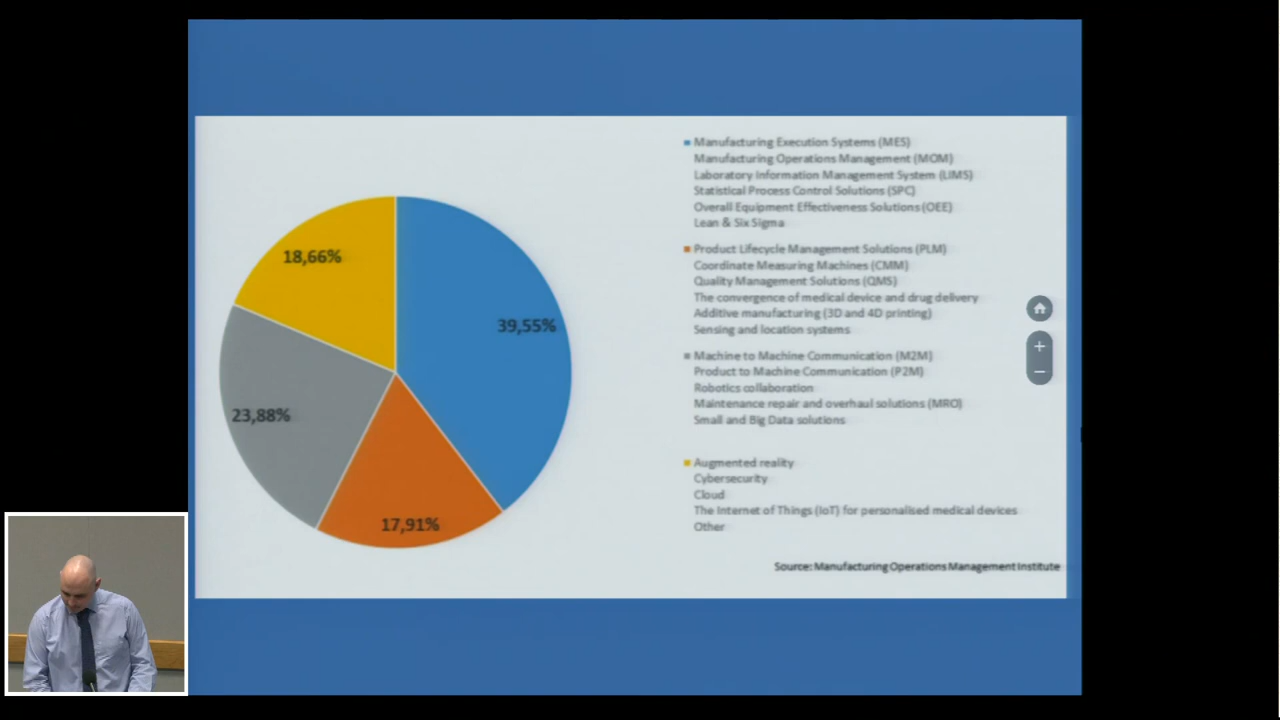 18,66%
39,55%
23,88%
17,91%
Manufacturing Execution Systems (MES)
Manufacturing Operations Management (MOM)
Laboratory Information Management System (LIMS)
Statistical Process Control Solutions (SPC)
Overall Equipment Effectiveness Solutions (OEE)
Lean & Six Sigma
Product Lifecycle Management Solutions (PLM)
Coordinate Measuring Machines (CMM)
Quality Management Solutions (QMS)
The convergence of medical device and drug delivery
Additive manufacturing (3D and 4D printing)
Sensing and location systems
Machine to Machine Communication (M2M)
Product to Machine Communication (P2M)
Robotics collaboration
Maintenance repair and overhaul solutions (MRO)
Small and Big Data solutions
Augmented reality
Cybersecurity
Cloud
The Internet of Things (IoT) for personalised medical devices
Other
Source: Manufacturing Operations Management Institute